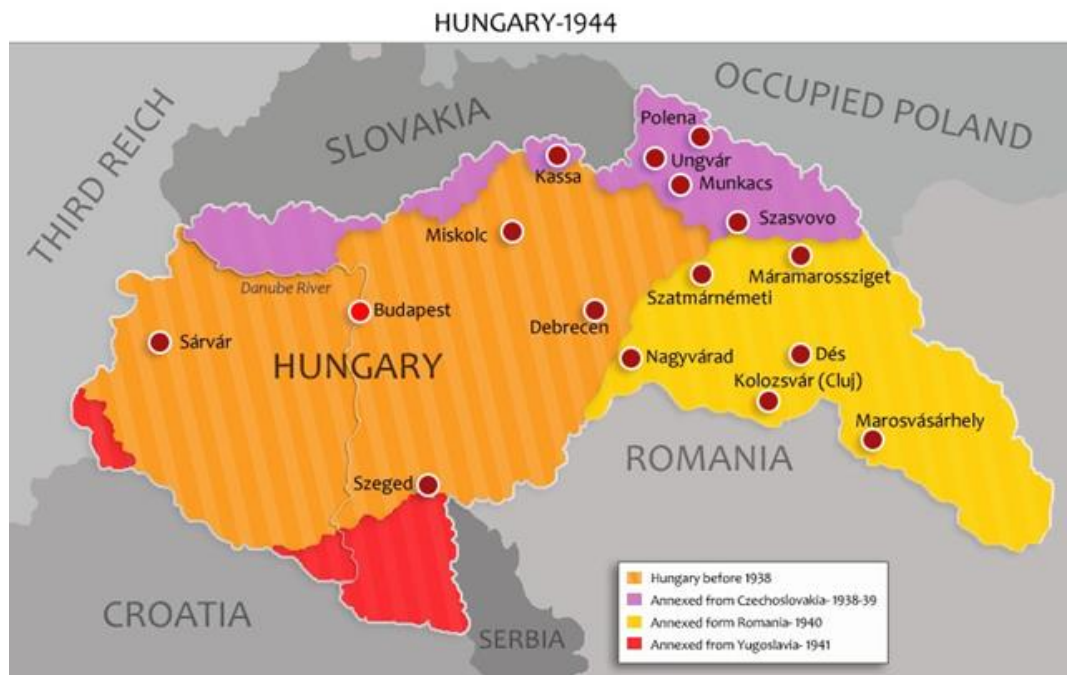 HUNGARY-1944
THIRD REICH
SLOVAKIA
OCCUPIED POLAND
Polena
Ungvár
Kassa
Munkacs
Szasvovo
Miskolc
Máramarossziget
Szatmárnémeti
Danube River
Budapest
Debrecen
Sárvár
HUNGARY
Nagyvárad
Dés
Kolozsvár (Cluj)
Marosvásárhely
ROMANIA
Szeged
CROATIA
SERBIA
Hungary before 1938
Annexed from Czechoslovakia- 1938-39
Annexed form Romania- 1940
Annexed from Yugoslavia- 1941